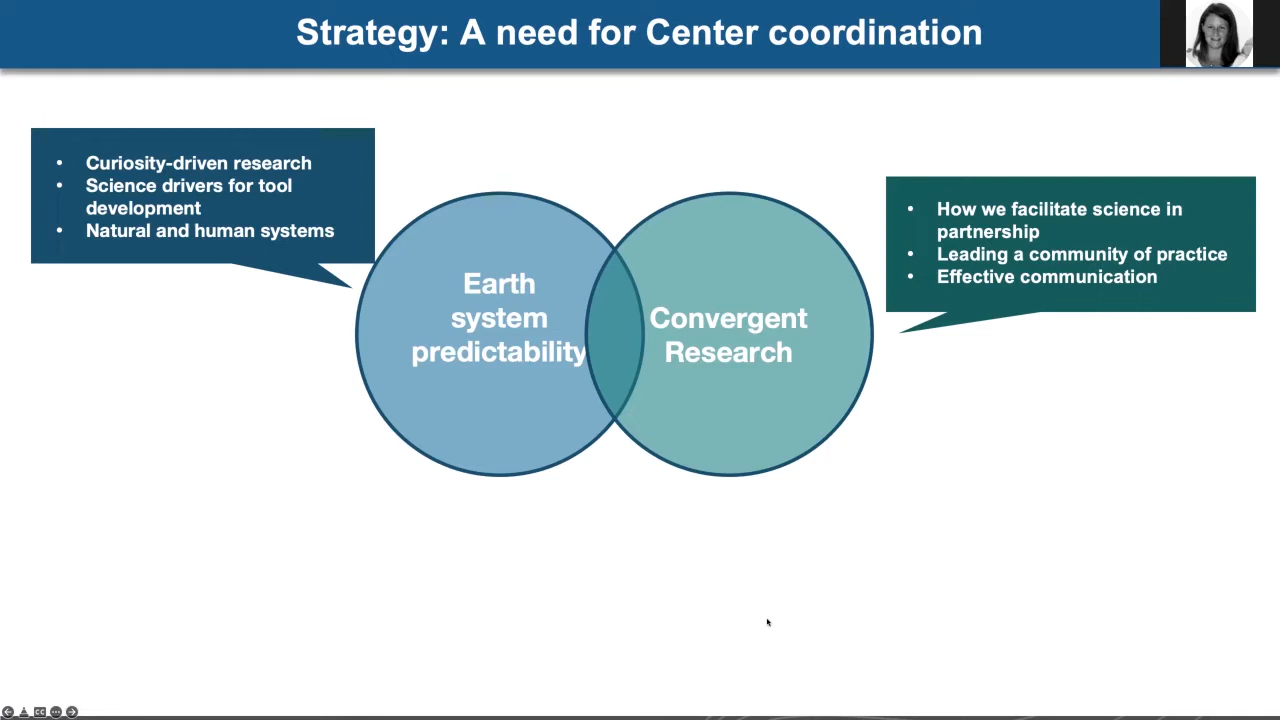 Strategy: A need for Center coordination
• Curiosity-driven research
• Science drivers for tool
development
• Natural and human systems
Earth
system
predictability
Convergent
Research
• How we facilitate science in
partnership
• Leading a community of practice
• Effective communication
CC